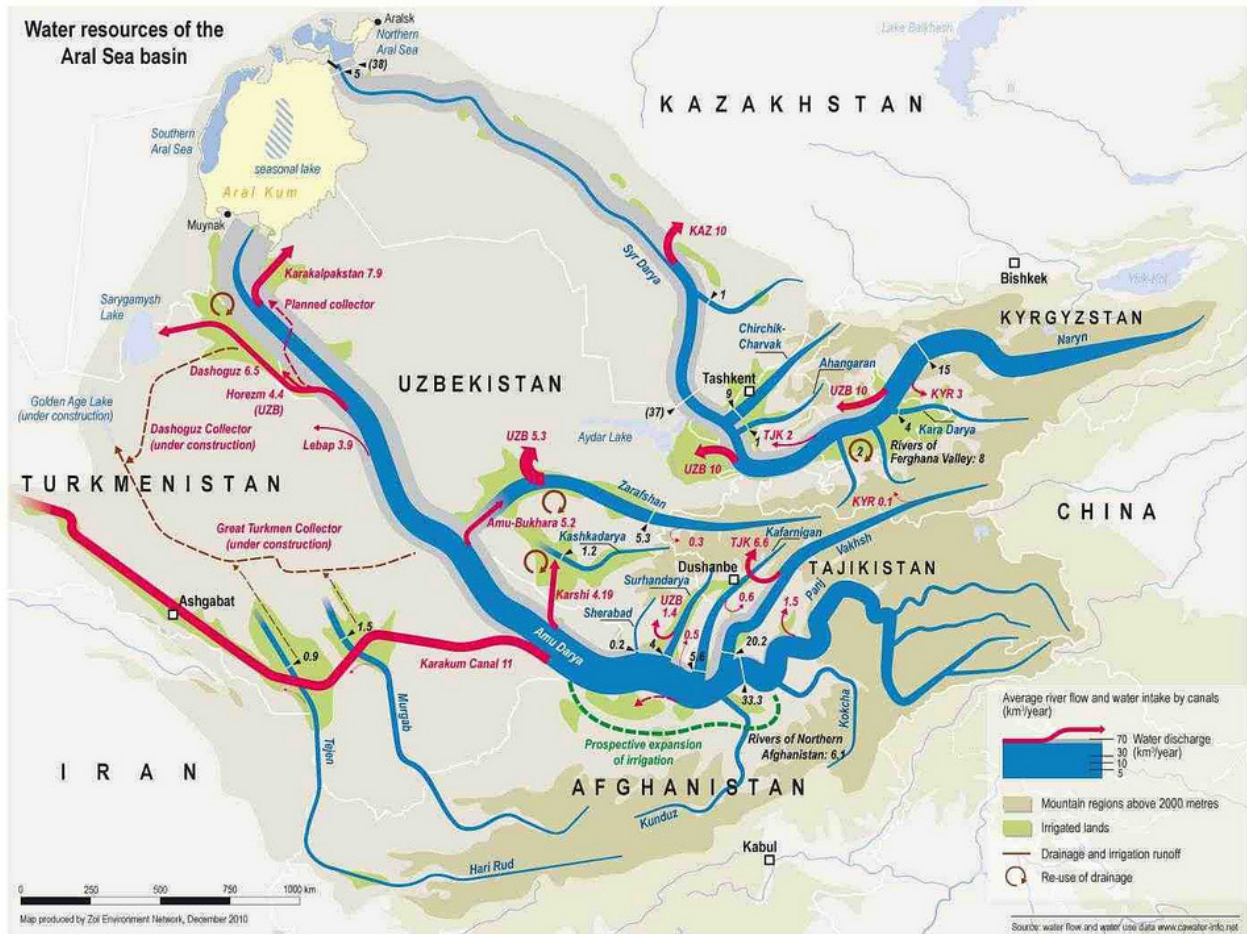 Water resources of the
Aral Sea basin
Aralsk
Northern
Aral Sea
(38)
5
Lake Balkhash
KAZAKHSTAN
Southern
Aral Sea
seasonal lake
Aral Kum
Muynak
KAZ 10
Syr Darya
1
Bishkek
Karakalpakstan 7.9
Planned collector
Sarygamysh
Lake
KYRGYZSTAN
Naryn
Chirchik-
Charvak
Ahangaran
15
Dashoguz 6.5
Horezm 4.4
(UZB)
UZBEKISTAN
Tashkent
9
UZB 10
KYR 3
Golden Age Lake
(under construction)
(37)
1
TJK 2
4
Kara Darya
Dashoguz Collector
(under construction)
Lebap 3.9
Aydar Lake
Rivers of
Ferghana Valley: 8
2
UZB 5.3
UZB 10
TURKMENISTAN
Zarafshan
KYR 0.1
CHINA
Great Turkmen Collector
(under construction)
Amu-Bukhara 5.2
Kashkadarya
1.2
5.3
0.3
Kafarnigan
Vakhsh
TJK 6.6
Dushanbe
TAJIKISTAN
Surhandarya
Karshi 4.19
Sherabad
UZB
1.4
0.6
1.5
Panj
Ashgabat
1.5
0.9
Amu Darya
0.2
4
0.5
5.6
20.2
Karakum Canal 11
33.3
Murgab
Tejen
Kokcha
Prospective expansion
of irrigation
Rivers of Northern
Afghanistan: 6.1
IRAN
AFGHANISTAN
Kunduz
Hari Rud
Kabul
Average river flow and water intake by canals
(km³/year)
70 Water discharge
30 (km³/year)
10
5
Mountain regions above 2000 metres
Irrigated lands
Drainage and irrigation runoff
Re-use of drainage
0 250 500 750 1000 km
Map produced by Zoï Environment Network, December 2010
Source: water flow and water use data www.cawater-info.net